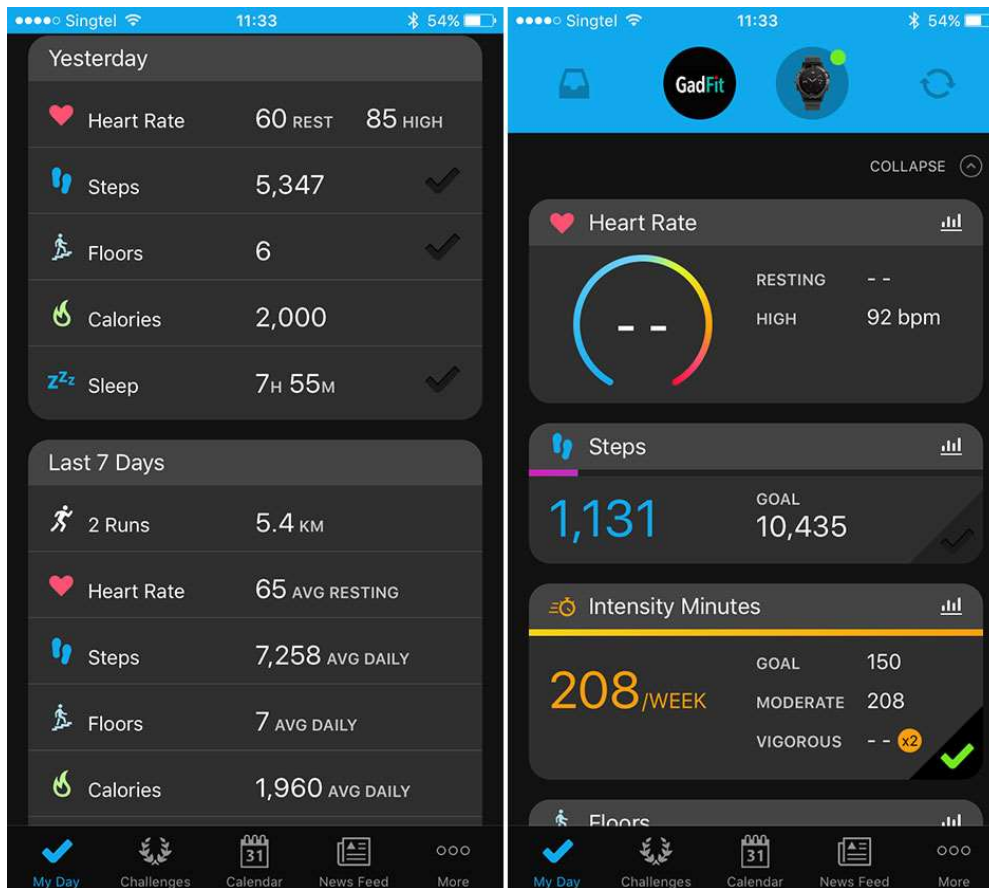 Singtel 11:33 54%
Yesterday
Heart Rate 60 REST 85 HIGH
Steps 5,347
Floors 6
Calories 2,000
zZz Sleep 7H 55M
Last 7 Days
2 Runs 5.4 KM
Heart Rate 65 AVG RESTING
Steps 7,258 AVG DAILY
Floors 7 AVG DAILY
Calories 1,960 AVG DAILY
31
My Day Challenges Calendar News Feed More
Singtel 11:33 54%
GadFit
COLLAPSE
Heart Rate
RESTING - -
- -
HIGH 92 bpm
Steps
1,131
GOAL
10,435
Intensity Minutes
208/WEEK
GOAL 150
MODERATE 208
VIGOROUS - - x2
Floors
31
My Day Challenges Calendar News Feed More